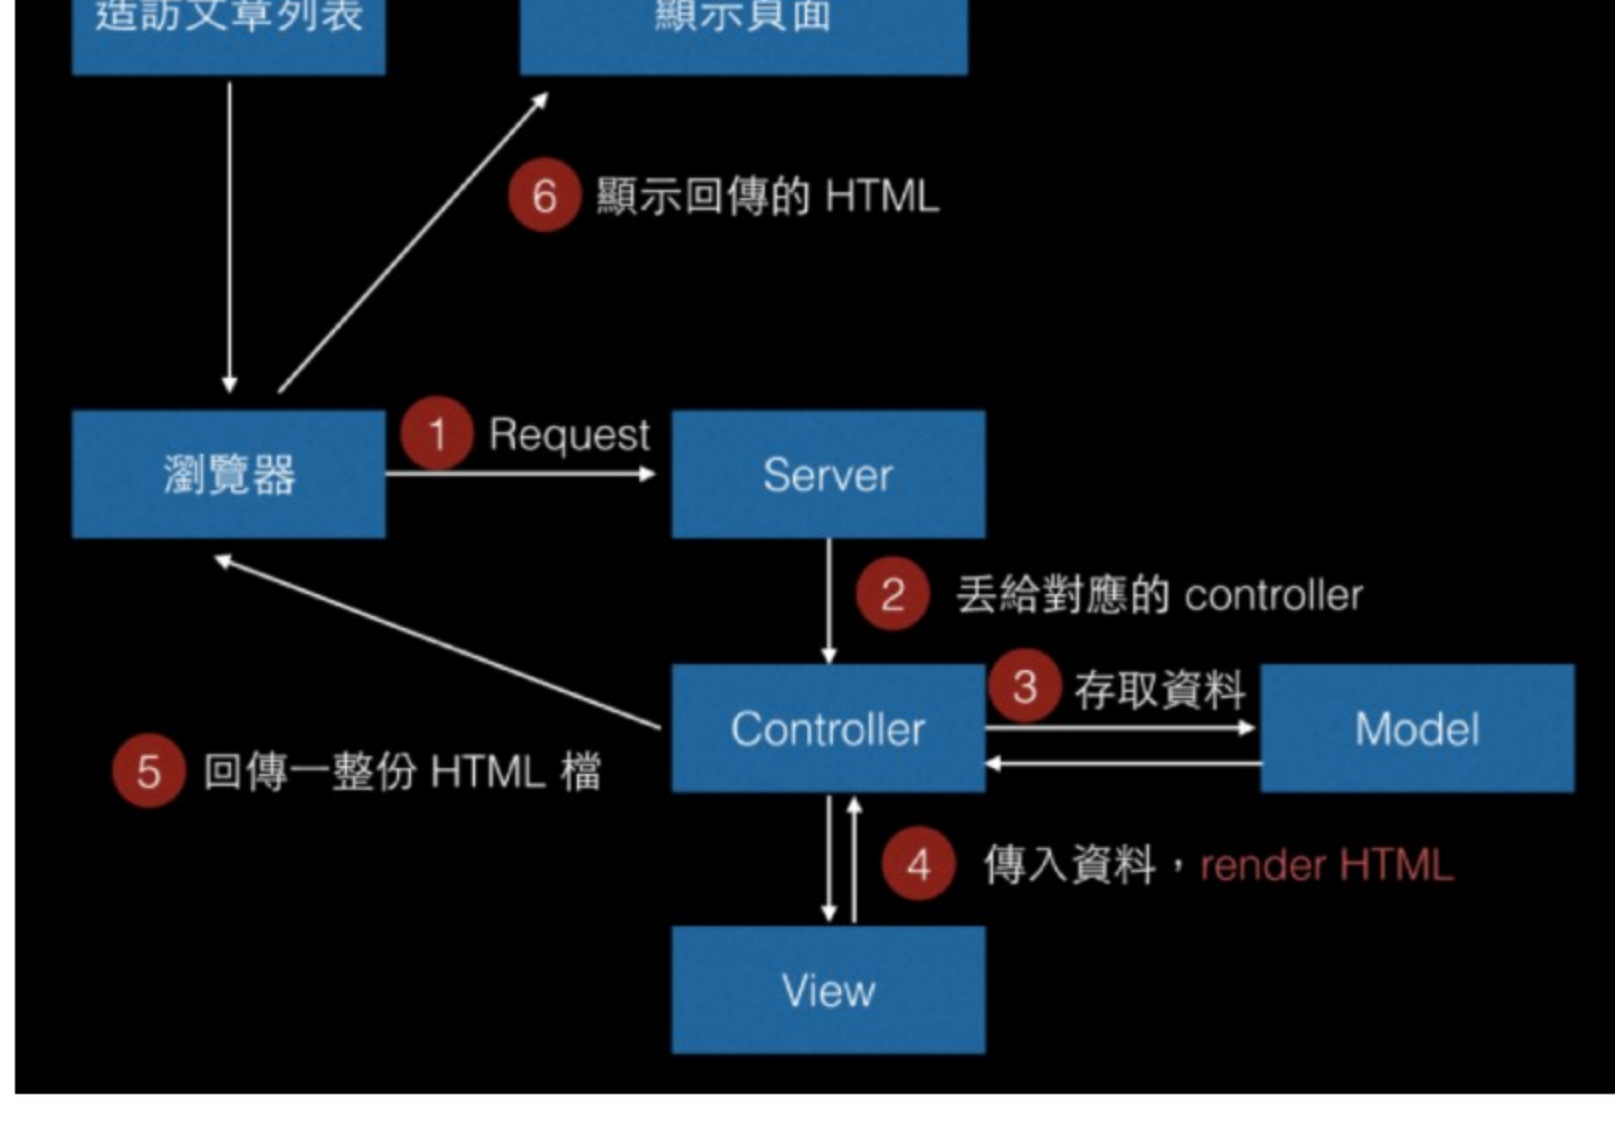 造訪文章列表
顯示頁面
6 顯示回傳的 HTML
1 Request
瀏覽器
Server
2 丟給對應的 controller
3 存取資料
Controller
Model
5 回傳一整份 HTML 檔
4 傳入資料，render HTML
View